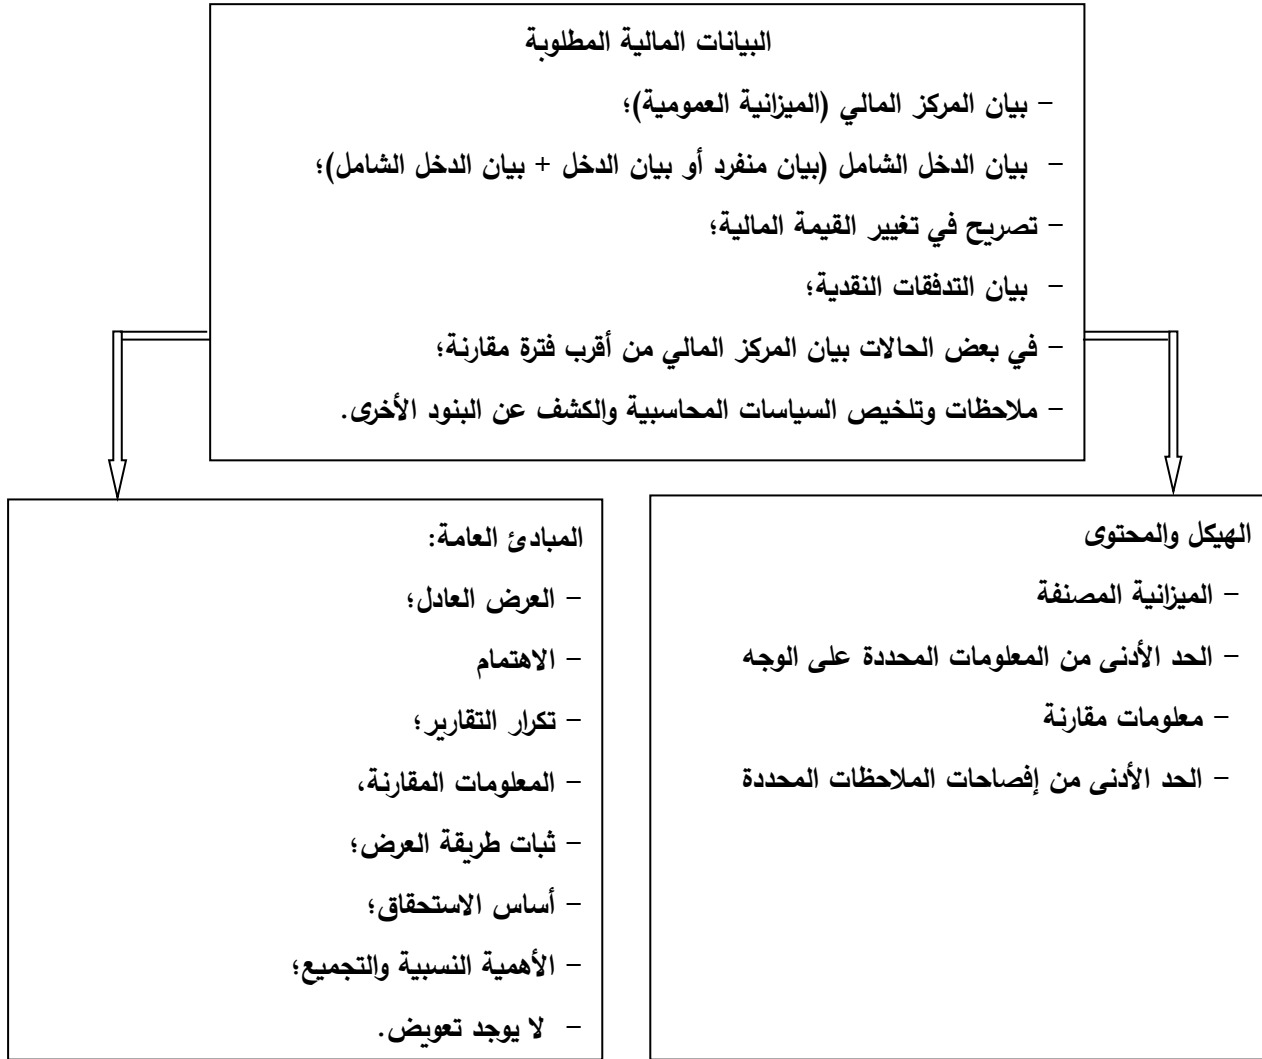 البيانات المالية المطلوبة
– بيان المركز المالي (الميزانية العمومية)؛
– بيان الدخل الشامل (بيان منفرد أو بيان الدخل + بيان الدخل الشامل)؛
– تصريح في تغيير القيمة المالية؛
– بيان التدفقات النقدية؛
– في بعض الحالات بيان المركز المالي من أقرب فترة مقارنة؛
– ملاحظات وتلخيص السياسات المحاسبية والكشف عن البنود الأخرى.
الهيكل والمحتوى
– الميزانية المصنفة
– الحد الأدنى من المعلومات المحددة على الوجه
– معلومات مقارنة
– الحد الأدنى من إفصاحات الملاحظات المحددة
المبادئ العامة:
– العرض العادل؛
– الاهتمام
– تكرار التقارير؛
– المعلومات المقارنة،
– ثبات طريقة العرض؛
– أساس الاستحقاق؛
– الأهمية النسبية والتجميع؛
– لا يوجد تعويض.